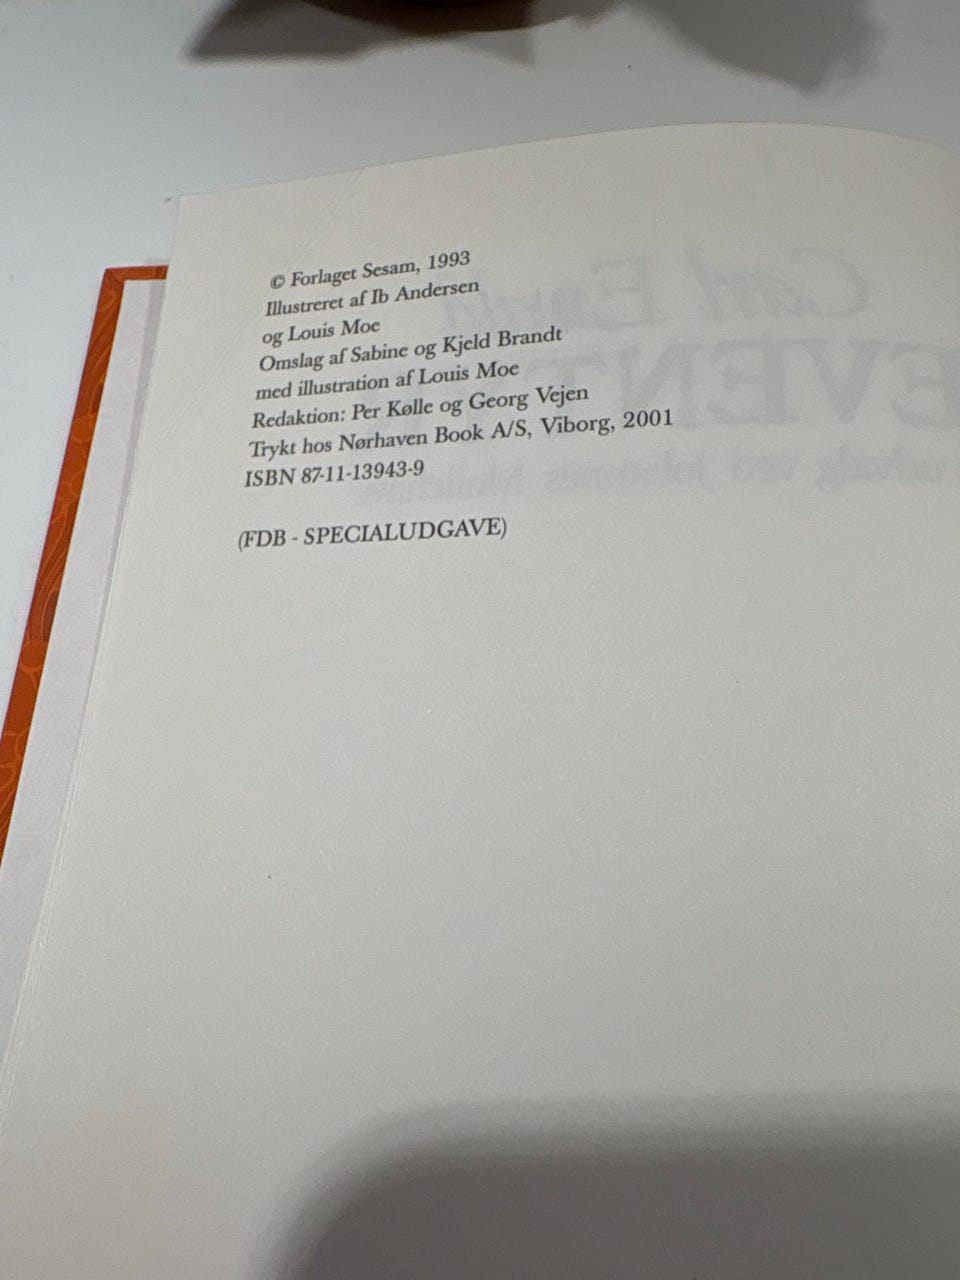 © Forlaget Sesam, 1993
Illustreret af Ib Andersen
og Louis Moe
Omslag af Sabine og Kjeld Brandt
med illustration af Louis Moe
Redaktion: Per Kølle og Georg Vejen
Trykt hos Nørhaven Book A/S, Viborg, 2001
ISBN 87-11-13943-9
(FDB - SPECIALUDGAVE)